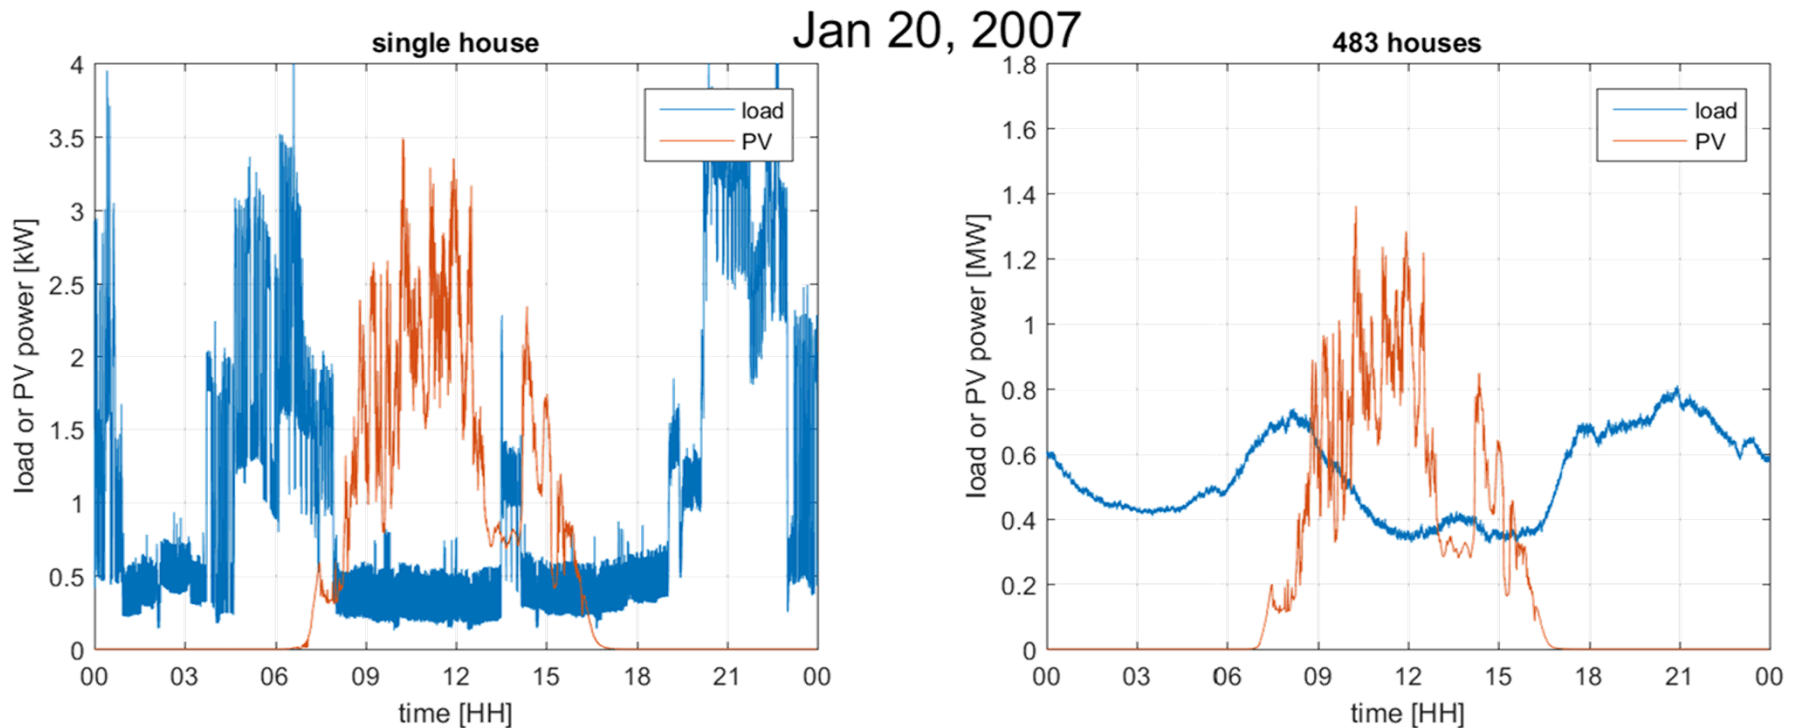 Jan 20, 2007
single house
4
3.5
3
2.5
2
1.5
1
0.5
0
load or PV power [kW]
load
PV
00 03 06 09 12 15 18 21 00
time [HH]
483 houses
1.8
1.6
1.4
1.2
1
0.8
0.6
0.4
0.2
0
load or PV power [MW]
load
PV
00 03 06 09 12 15 18 21 00
time [HH]